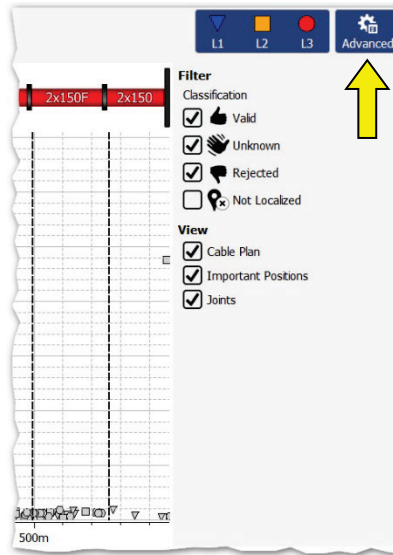 L1 L2 L3 Advanced
Filter
Classification
2x150F 2x150
Valid
Unknown
Rejected
Not Localized
View
Cable Plan
Important Positions
Joints
500m